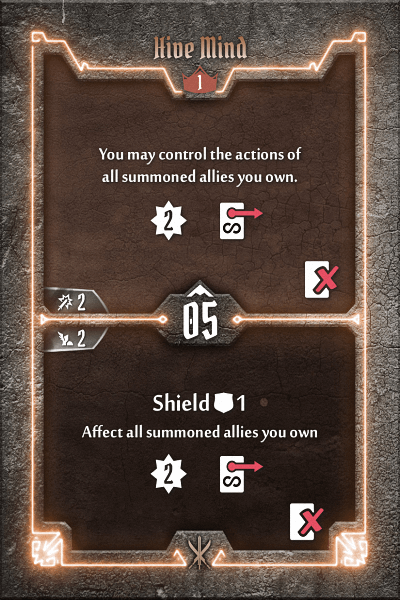 Hive Mind
1
You may control the actions of
all summoned allies you own.
2
2
05
2
Shield 1
Affect all summoned allies you own
2